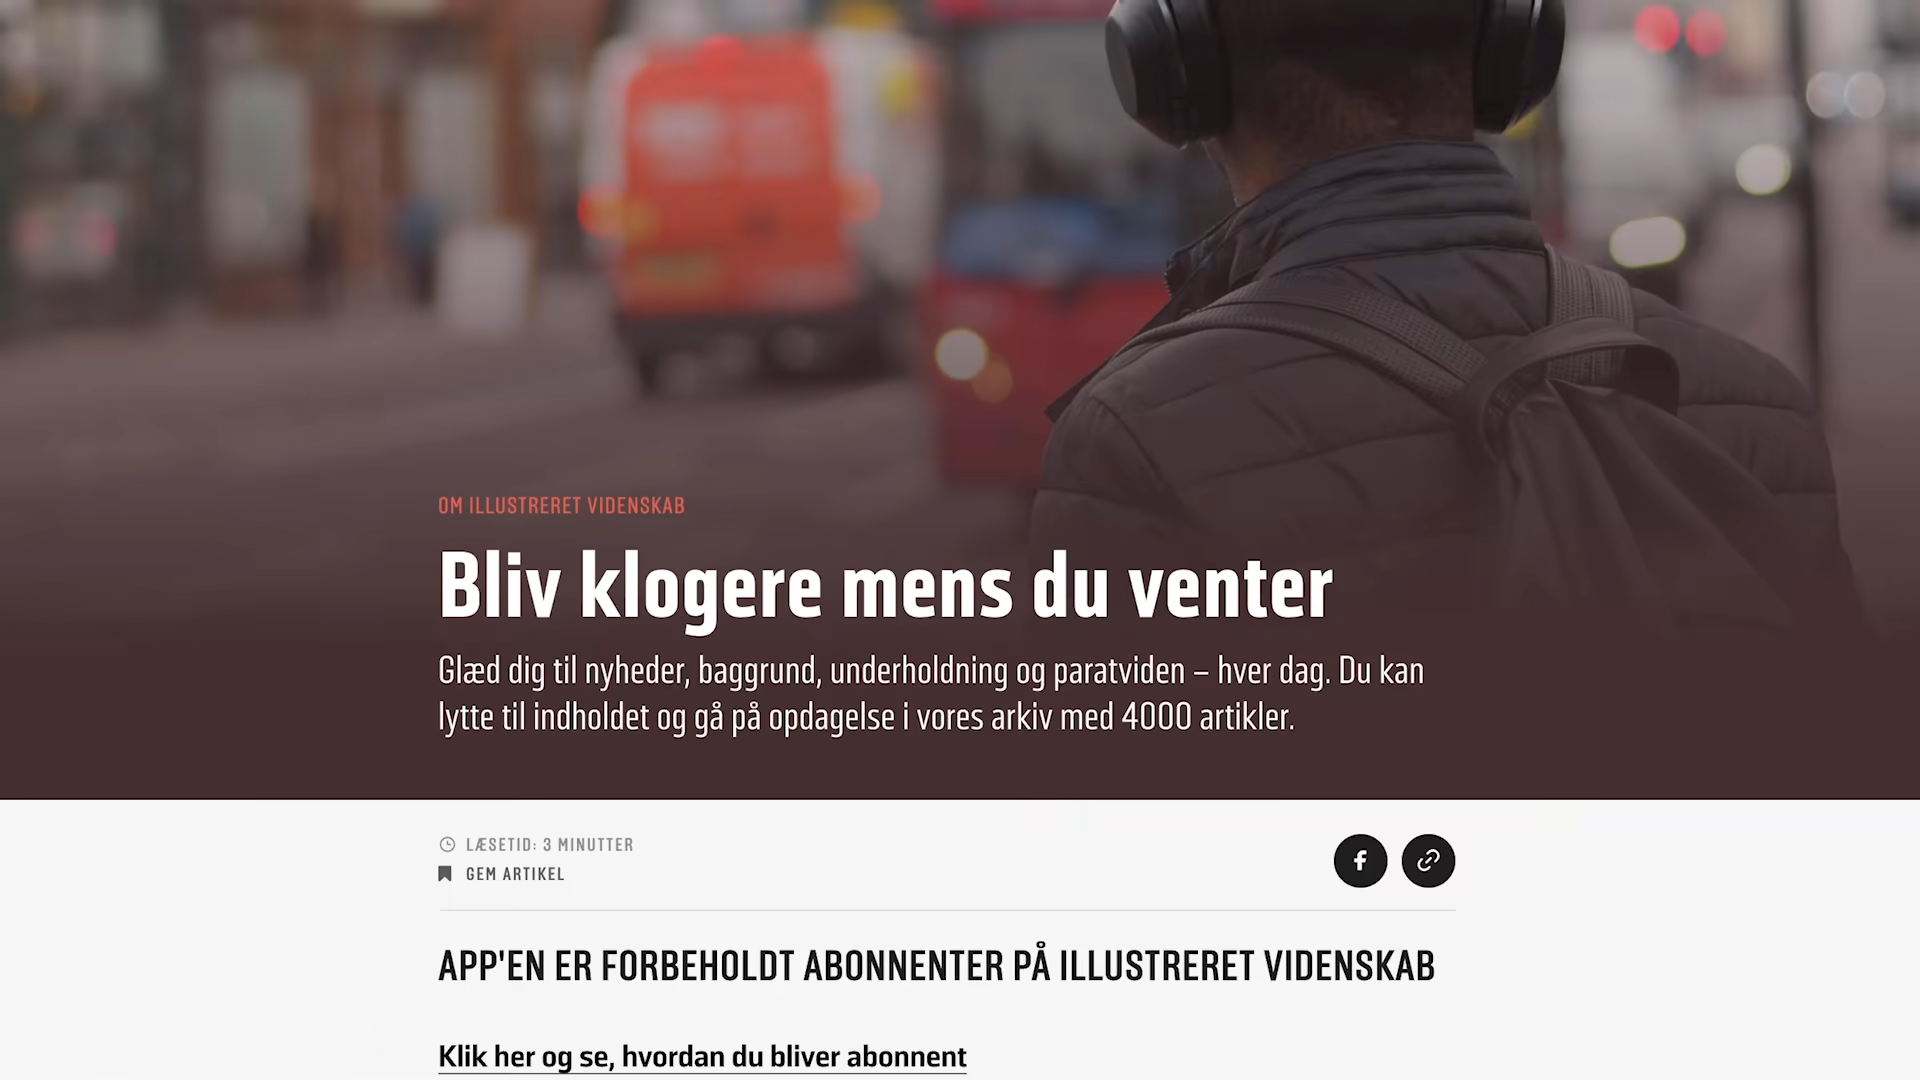 OM ILLUSTRERET VIDENSKAB
Bliv klogere mens du venter
Glæd dig til nyheder, baggrund, underholdning og paratviden – hver dag. Du kan
lytte til indholdet og gå på opdagelse i vores arkiv med 4000 artikler.
LÆSETID: 3 MINUTTER
GEM ARTIKEL
APP'EN ER FORBEHOLDT ABONNENTER PÅ ILLUSTRERET VIDENSKAB
Klik her og se, hvordan du bliver abonnent